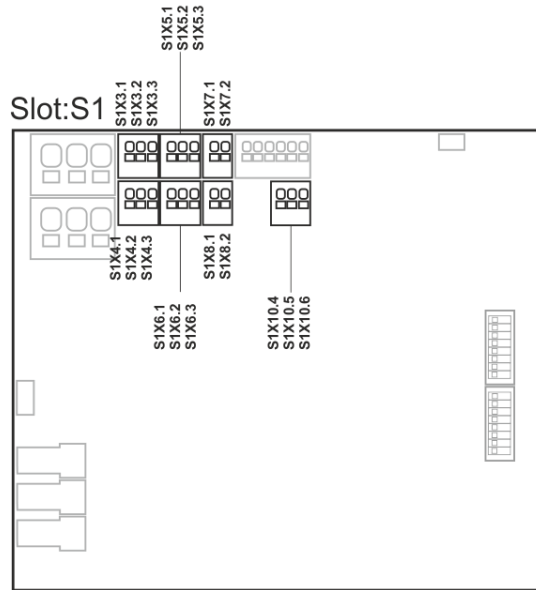 S1X5.1
S1X5.2
S1X5.3
Slot:S1
S1X3.1
S1X3.2
S1X3.3
S1X7.1
S1X7.2
S1X4.1
S1X4.2
S1X4.3
S1X8.1
S1X8.2
S1X6.1
S1X6.2
S1X6.3
S1X10.4
S1X10.5
S1X10.6